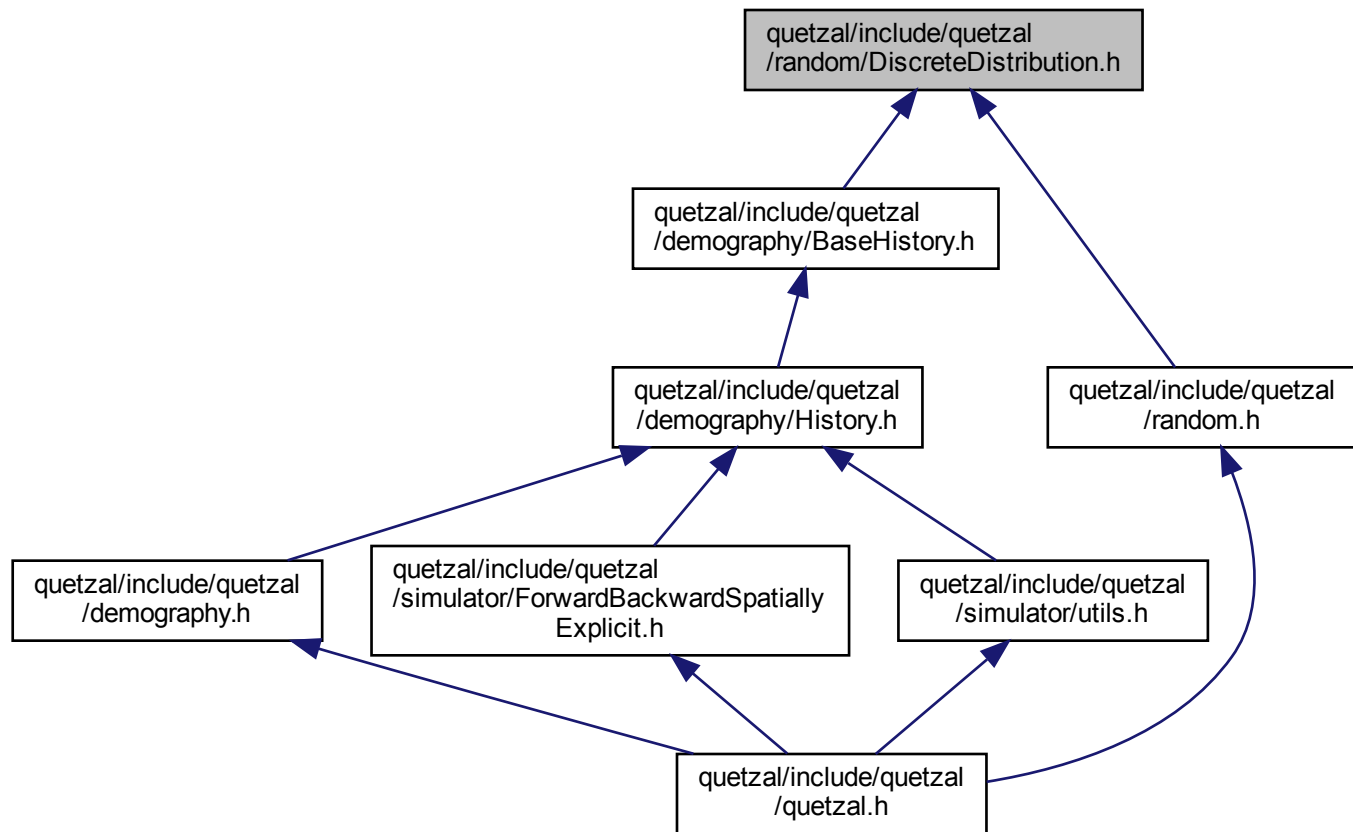 quetzal/include/quetzal
/random/DiscreteDistribution.h
quetzal/include/quetzal
/demography/BaseHistory.h
quetzal/include/quetzal
/demography/History.h
quetzal/include/quetzal
/random.h
quetzal/include/quetzal
/demography.h
quetzal/include/quetzal
/simulator/ForwardBackwardSpatially
Explicit.h
quetzal/include/quetzal
/simulator/utils.h
quetzal/include/quetzal
/quetzal.h